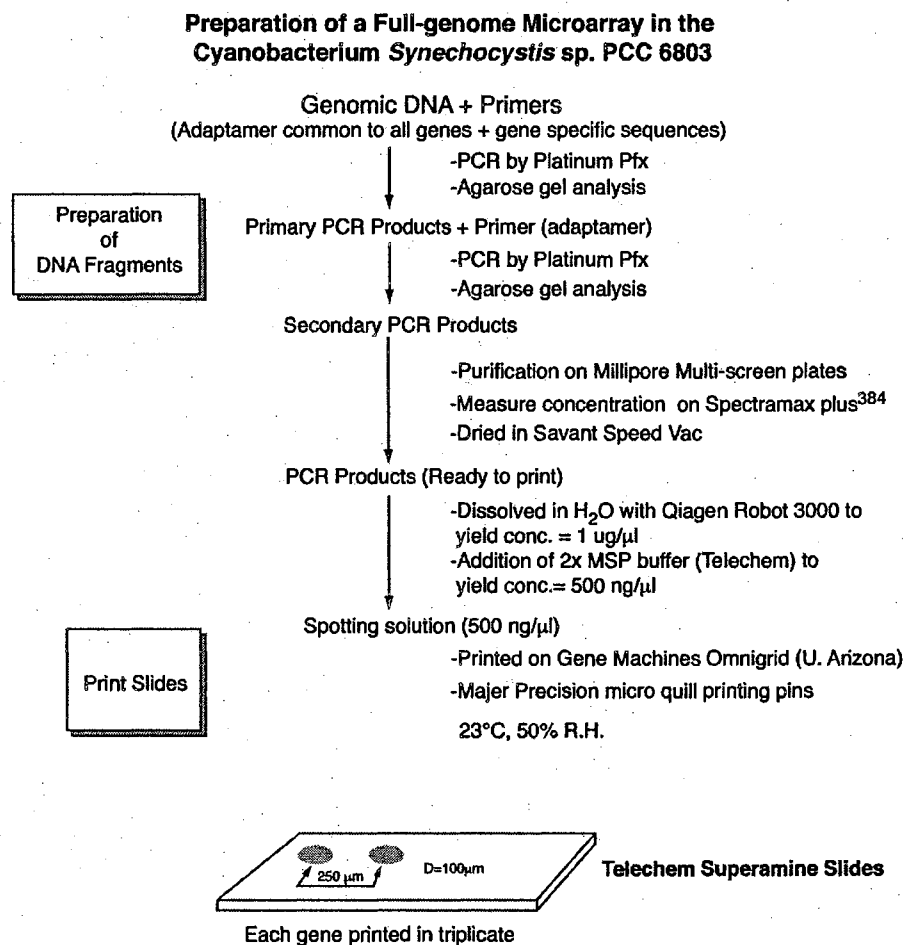 Preparation of a Full-genome Microarray in the
Cyanobacterium Synechocystis sp. PCC 6803
Genomic DNA + Primers
(Adaptamer common to all genes + gene specific sequences)
-PCR by Platinum Pfx
-Agarose gel analysis
Preparation
of
DNA Fragments
Primary PCR Products + Primer (adaptamer)
-PCR by Platinum Pfx
-Agarose gel analysis
Secondary PCR Products
-Purification on Millipore Multi-screen plates
-Measure concentration on Spectramax plus384
-Dried in Savant Speed Vac
PCR Products (Ready to print)
-Dissolved in H2O with Qiagen Robot 3000 to
yield conc. = 1 ug/µl
-Addition of 2x MSP buffer (Telechem) to
yield conc.= 500 ng/µl
Spotting solution (500 ng/µl)
Print Slides
-Printed on Gene Machines Omnigrid (U. Arizona)
-Majer Precision micro quill printing pins
23°C, 50% R.H.
250 µm
D=100µm
Telechem Superamine Slides
Each gene printed in triplicate